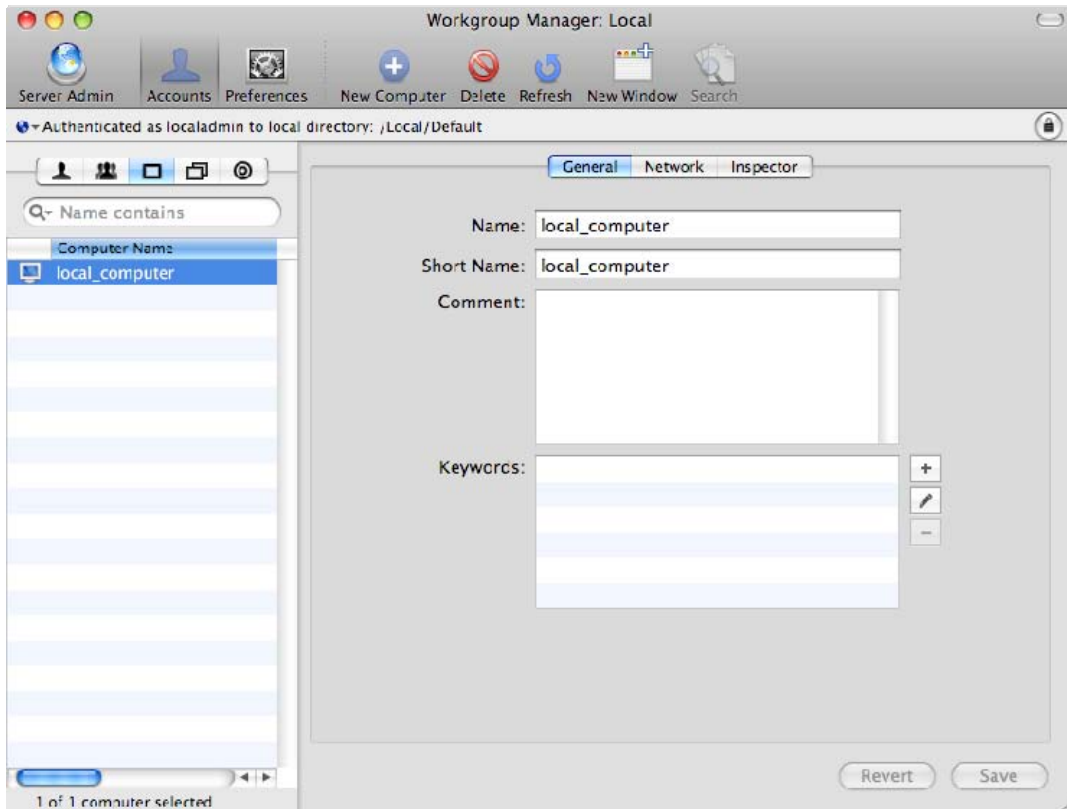 Workgroup Manager: Local
Server Admin Accounts Preferences New Computer Delete Refresh New Window Search
Authenticated as localadmin to local directory: /Local/Default
General Network Inspector
Name contains
Computer Name
local_computer
Name: local_computer
Short Name: local_computer
Comment:
Keywords:
Revert Save
1 of 1 computer selected